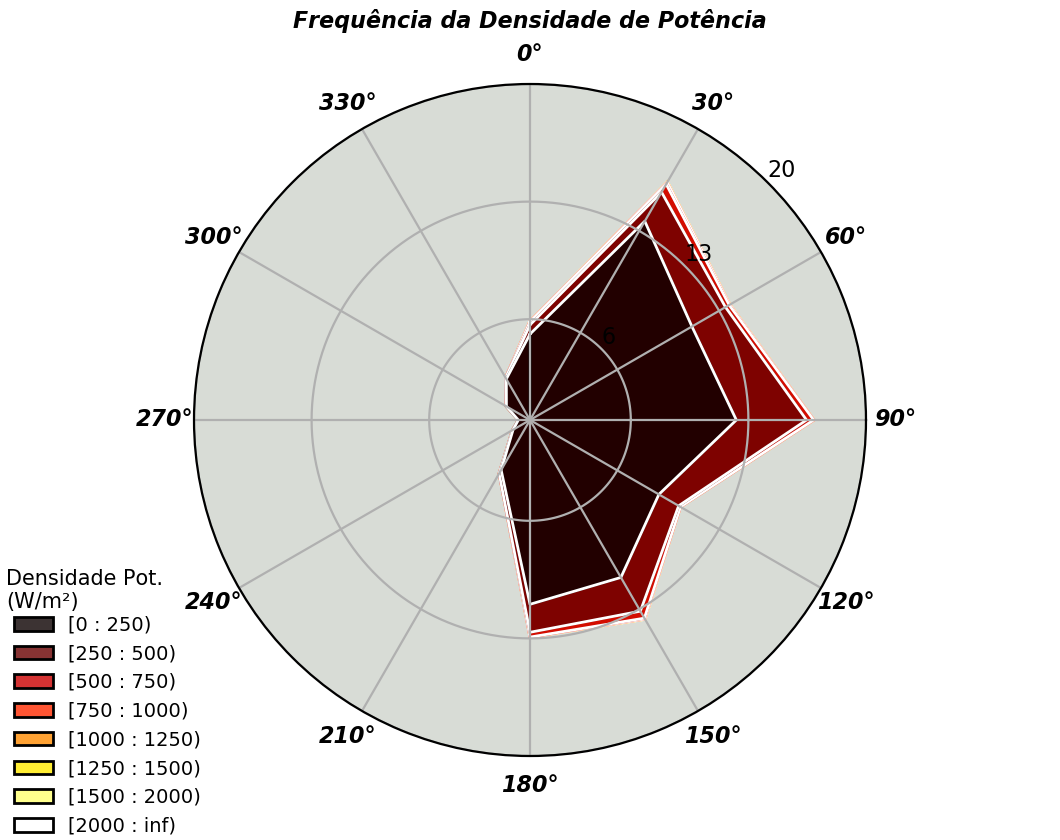 Frequência da Densidade de Potência
0°
330°
30°
20
300°
60°
13
6
270°
90°
240°
120°
210°
150°
180°
Densidade Pot.
(W/m²)
[0 : 250)
[250 : 500)
[500 : 750)
[750 : 1000)
[1000 : 1250)
[1250 : 1500)
[1500 : 2000)
[2000 : inf)